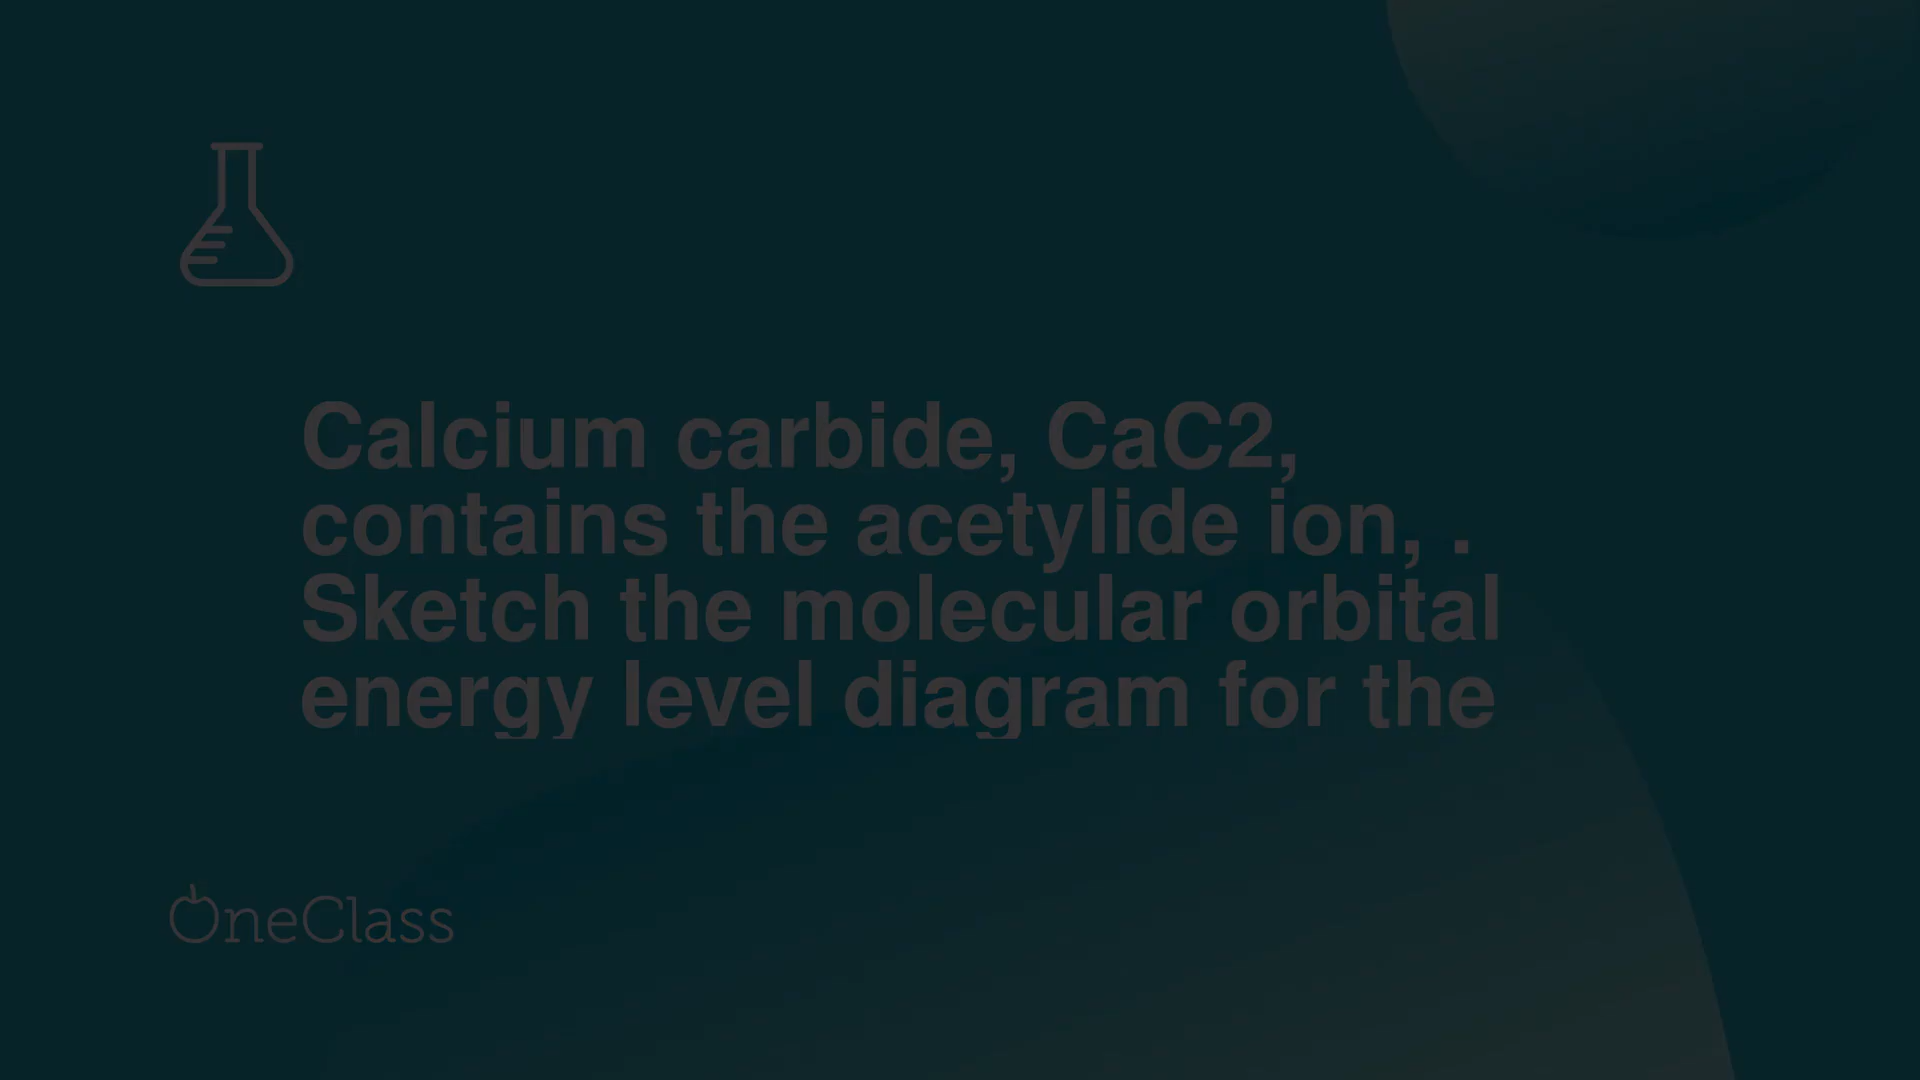 Calcium carbide, CaC2,
contains the acetylide ion, .
Sketch the molecular orbital
energy level diagram for the
OneClass